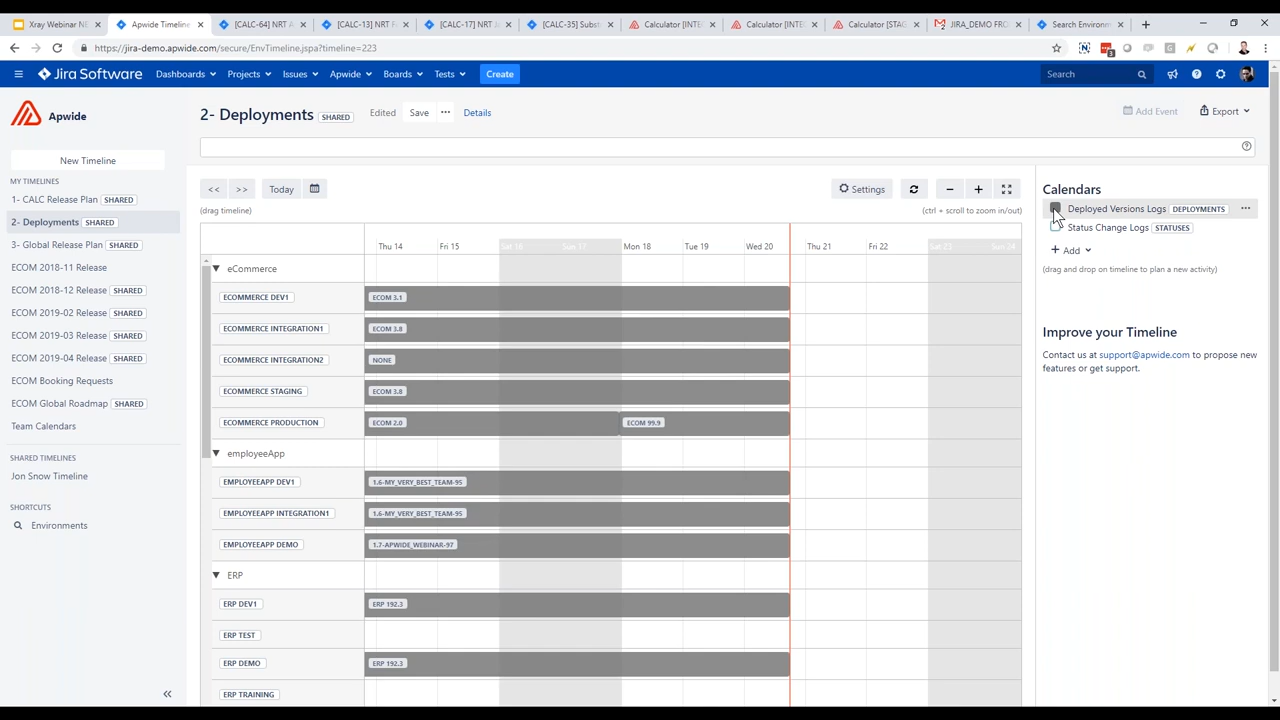 Xray Webinar NE
Apwide Timeline
[CALC-64] NRT A
[CALC-13] NRT F
[CALC-17] NRT J
[CALC-35] Subst
Calculator [INTE
Calculator [INTE
Calculator [STAG
JIRA_DEMO FRO
Search Environm
https://jira-demo.apwide.com/secure/EnvTimeline.jspa?timeline=223
Jira Software Dashboards Projects Issues Apwide Boards Tests Create Search
Apwide
New Timeline
MY TIMELINES
1- CALC Release Plan SHARED
2- Deployments SHARED
3- Global Release Plan SHARED
ECOM 2018-11 Release
ECOM 2018-12 Release SHARED
ECOM 2019-02 Release SHARED
ECOM 2019-03 Release SHARED
ECOM 2019-04 Release SHARED
ECOM Booking Requests
ECOM Global Roadmap SHARED
Team Calendars
SHARED TIMELINES
Jon Snow Timeline
SHORTCUTS
Environments
2- Deployments SHARED Edited Save ••• Details
Add Event Export
<< >> Today Settings
(drag timeline) (ctrl + scroll to zoom in/out)
Thu 14 Fri 15 Sat 16 Sun 17 Mon 18 Tue 19 Wed 20 Thu 21 Fri 22 Sat 23 Sun 24
eCommerce
ECOMMERCE DEV1 ECOM 3.1
ECOMMERCE INTEGRATION1 ECOM 3.8
ECOMMERCE INTEGRATION2 NONE
ECOMMERCE STAGING ECOM 3.8
ECOMMERCE PRODUCTION ECOM 2.0 ECOM 99.9
employeeApp
EMPLOYEEAPP DEV1 1.6-MY_VERY_BEST_TEAM-95
EMPLOYEEAPP INTEGRATION1 1.6-MY_VERY_BEST_TEAM-95
EMPLOYEEAPP DEMO 1.7-APWIDE_WEBINAR-97
ERP
ERP DEV1 ERP 192.3
ERP TEST
ERP DEMO ERP 192.3
ERP TRAINING
Calendars
Deployed Versions Logs DEPLOYMENTS •••
Status Change Logs STATUSES
+ Add
(drag and drop on timeline to plan a new activity)
Improve your Timeline
Contact us at support@apwide.com to propose new
features or get support.